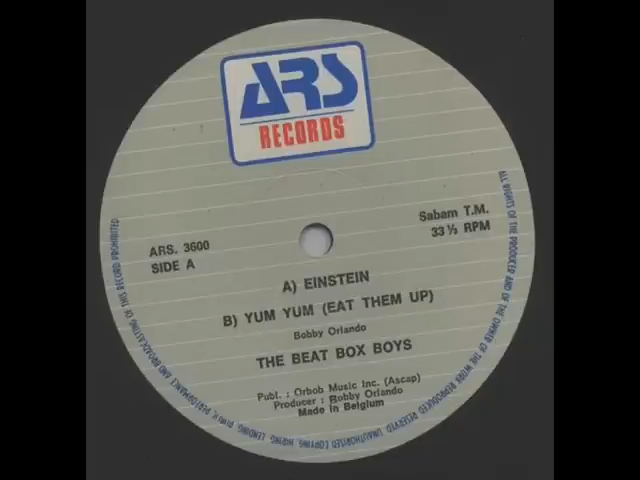 ARS
RECORDS
ARS. 3600
SIDE A
Sabam T.M.
33 ⅓ RPM
A) EINSTEIN
B) YUM YUM (EAT THEM UP)
Bobby Orlando
THE BEAT BOX BOYS
Publ. : Orbob Music Inc. (Ascap)
Producer : Bobby Orlando
Made in Belgium
ALL RIGHTS OF THE PRODUCER AND OF THE OWNER OF THE WORK REPRODUCED RESERVED. UNAUTHORISED COPYING, HIRING, LENDING, PUBLIC PERFORMANCE AND BROADCASTING OF THIS RECORD PROHIBITED